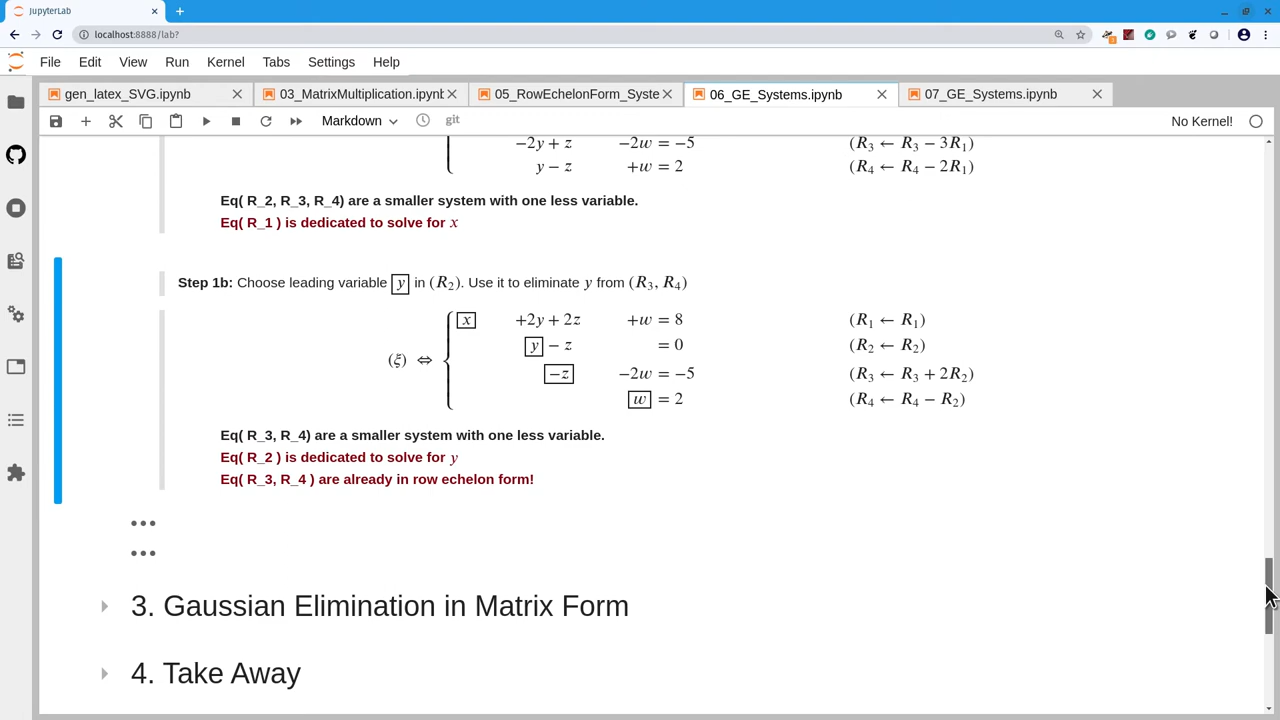 JupyterLab
localhost:8888/lab?
File Edit View Run Kernel Tabs Settings Help
gen_latex_SVG.ipynb 03_MatrixMultiplication.ipynb 05_RowEchelonForm_Syste 06_GE_Systems.ipynb 07_GE_Systems.ipynb
Markdown git No Kernel!
−2y + z −2w = −5 (R₃ ← R₃ − 3R₁)
y − z +w = 2 (R₄ ← R₄ − 2R₁)
Eq( R_2, R_3, R_4) are a smaller system with one less variable.
Eq( R_1 ) is dedicated to solve for x
Step 1b: Choose leading variable y in (R₂). Use it to eliminate y from (R₃, R₄)
x +2y + 2z +w = 8 (R₁ ← R₁)
y − z = 0 (R₂ ← R₂)
(ξ) ⇔
−z −2w = −5 (R₃ ← R₃ + 2R₂)
w = 2 (R₄ ← R₄ − R₂)
Eq( R_3, R_4) are a smaller system with one less variable.
Eq( R_2 ) is dedicated to solve for y
Eq( R_3, R_4 ) are already in row echelon form!
3. Gaussian Elimination in Matrix Form
4. Take Away